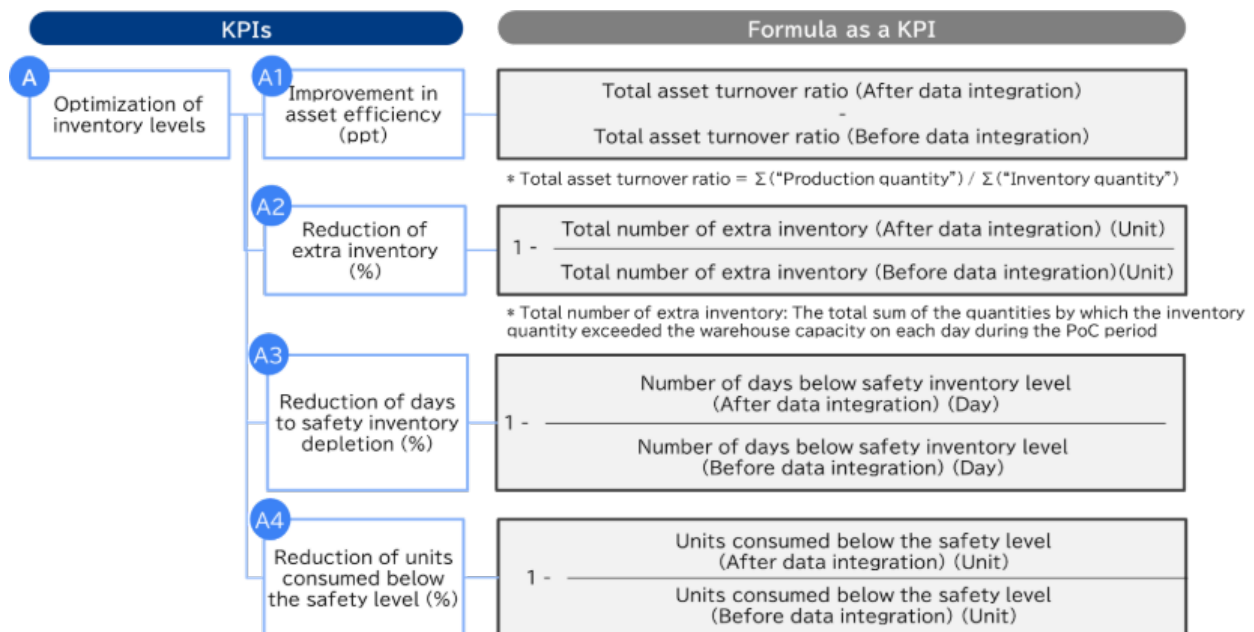 KPIs
Formula as a KPI
A
Optimization of
inventory levels
A1
Improvement in
asset efficiency
(ppt)
Total asset turnover ratio (After data integration)
-
Total asset turnover ratio (Before data integration)
* Total asset turnover ratio = Σ("Production quantity") / Σ("Inventory quantity")
A2
Reduction of
extra inventory
(%)
1 -
Total number of extra inventory (After data integration) (Unit)
Total number of extra inventory (Before data integration)(Unit)
* Total number of extra inventory: The total sum of the quantities by which the inventory
quantity exceeded the warehouse capacity on each day during the PoC period
A3
Reduction of days
to safety inventory
depletion (%)
1 -
Number of days below safety inventory level
(After data integration) (Day)
Number of days below safety inventory level
(Before data integration) (Day)
A4
Reduction of units
consumed below
the safety level (%)
1 -
Units consumed below the safety level
(After data integration) (Unit)
Units consumed below the safety level
(Before data integration) (Unit)